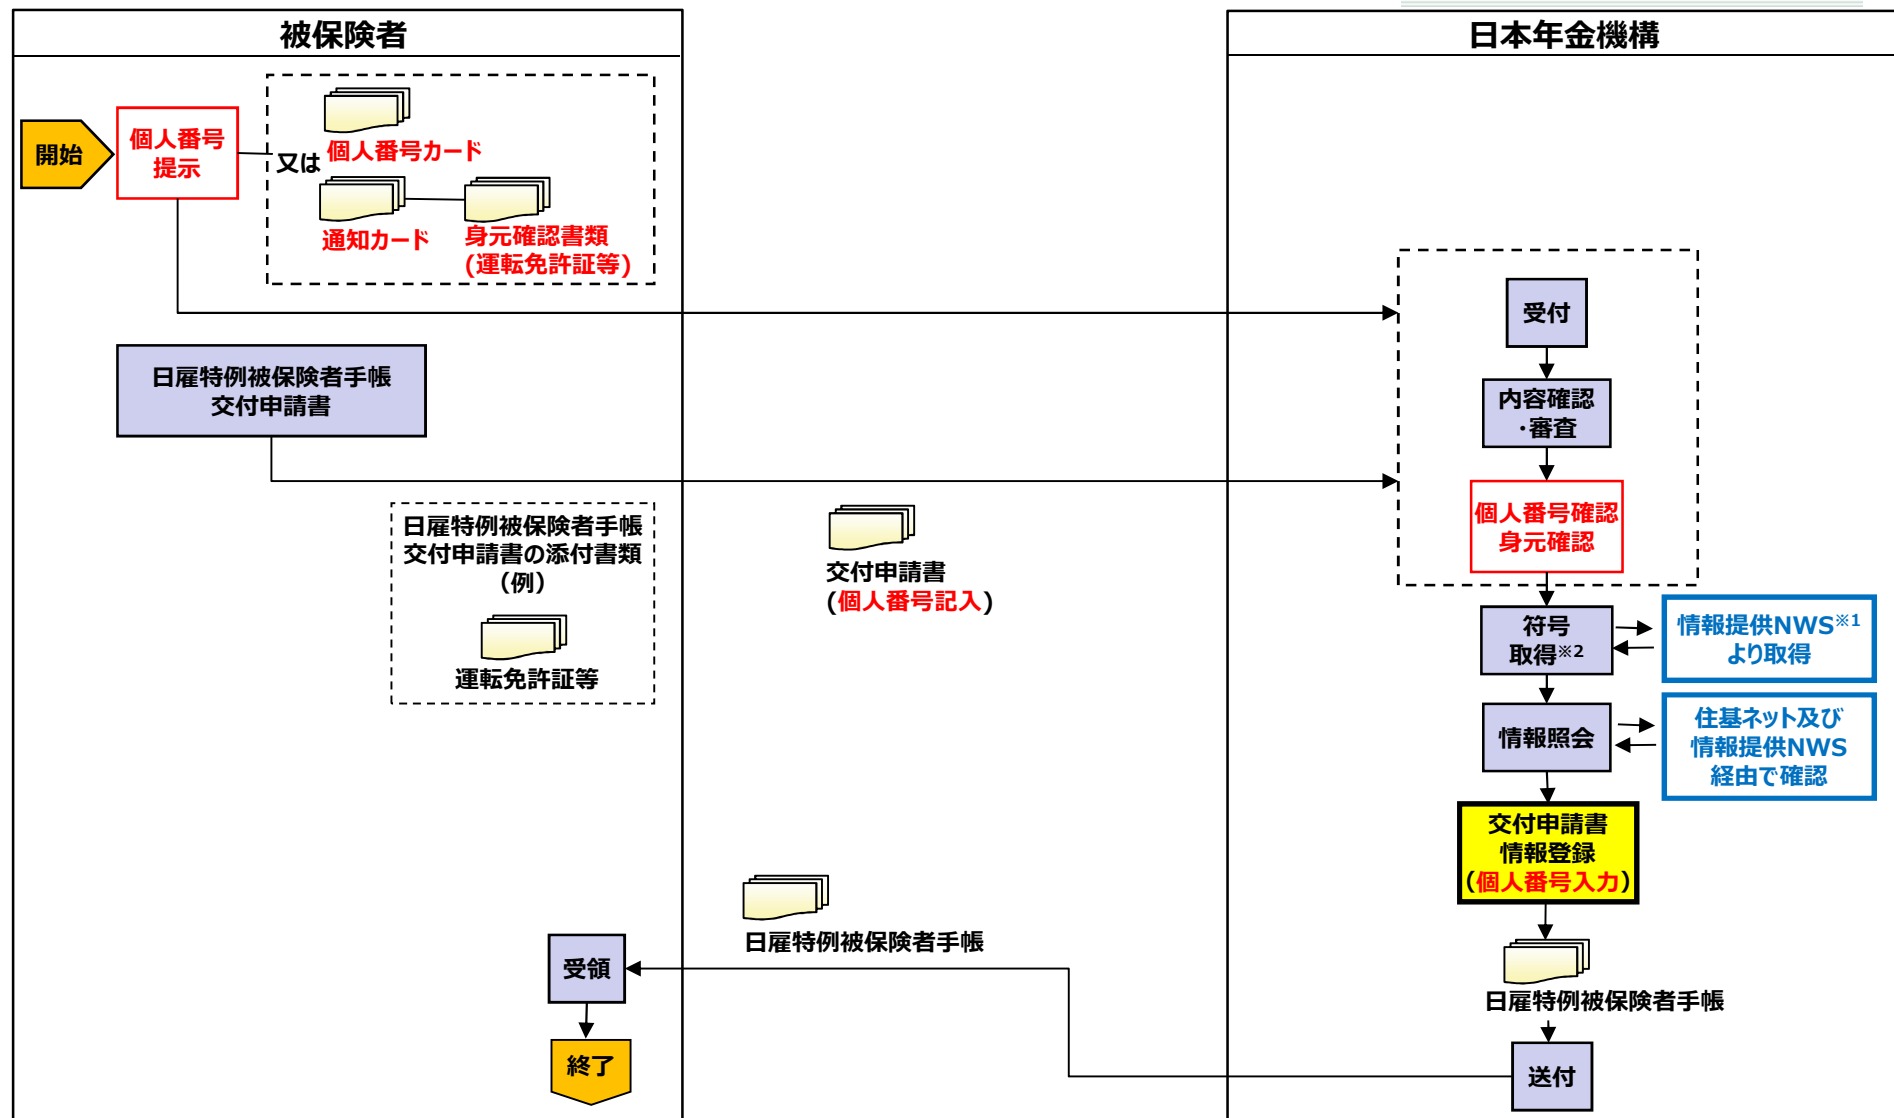 被保険者
開始
個人番号
提示
又は
個人番号カード
通知カード
身元確認書類
(運転免許証等)
日雇特例被保険者手帳
交付申請書
日雇特例被保険者手帳
交付申請書の添付書類
（例）
運転免許証等
交付申請書
(個人番号記入)
日本年金機構
受付
内容確認
・審査
個人番号確認
身元確認
符号
取得※2
情報提供NWS※1
より取得
情報照会
住基ネット及び
情報提供NWS
経由で確認
交付申請書
情報登録
(個人番号入力)
日雇特例被保険者手帳
送付
日雇特例被保険者手帳
受領
終了